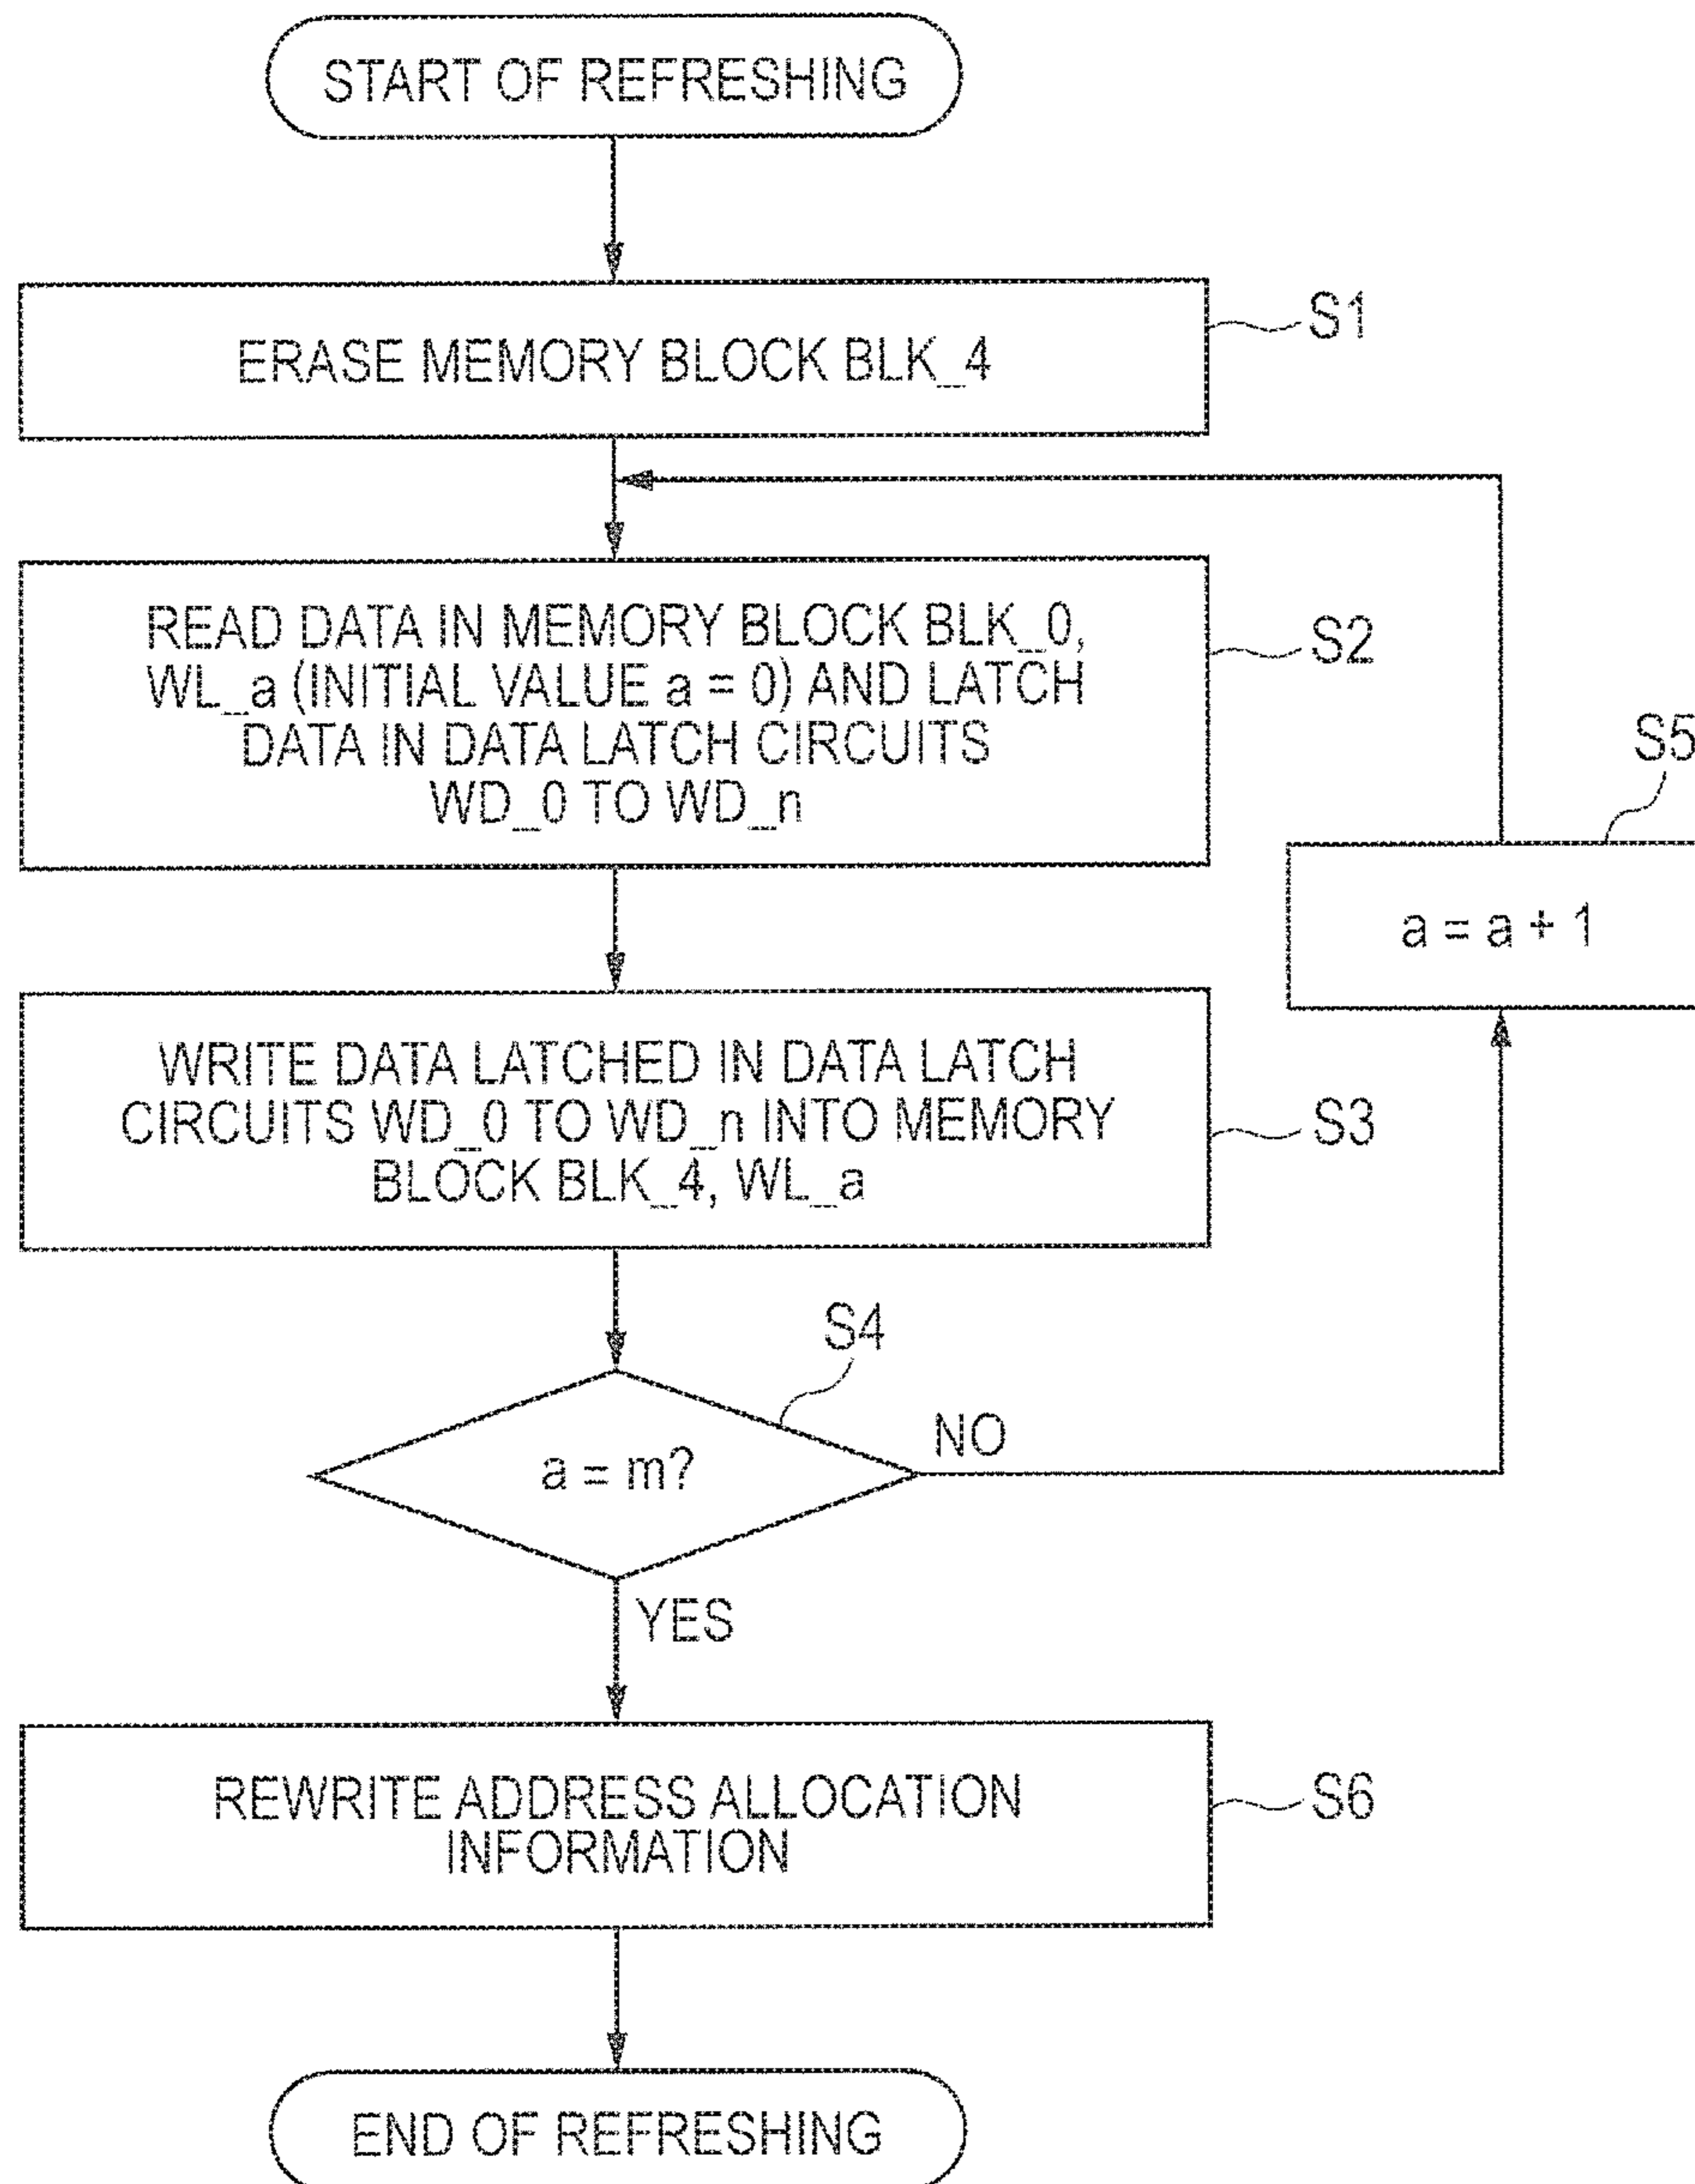 START OF REFRESHING
ERASE MEMORY BLOCK BLK_4
S1
READ DATA IN MEMORY BLOCK BLK_0,
WL_a (INITIAL VALUE a = 0) AND LATCH
DATA IN DATA LATCH CIRCUITS
WD_0 TO WD_n
S2
S5
a = a + 1
WRITE DATA LATCHED IN DATA LATCH
CIRCUITS WD_0 TO WD_n INTO MEMORY
BLOCK BLK_4, WL_a
S3
S4
a = m?
NO
YES
REWRITE ADDRESS ALLOCATION
INFORMATION
S6
END OF REFRESHING